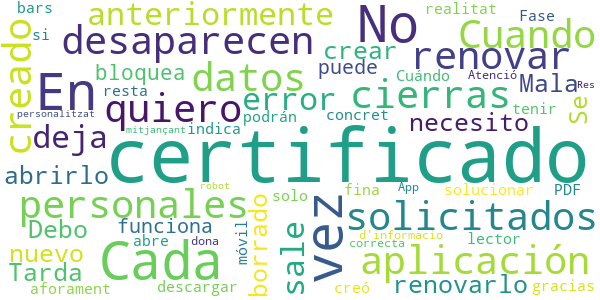 bars
anteriormente
No
realitat
Fase
si
desaparecen
crear
Cuando
creado
bloquea
puede
renovar
En
datos
Cuándo
Atenció
Mala
Res
personalitzat
resta
error
cierras
Se
tenir
quiero
podrán
concret
necesito
deja
mitjançant
indica
certificado
abrirlo
robot
fina
App
solucionar
PDF
personales
borrado
solo
vez
solicitados
Debo
funciona
móvil
sale
d'informacio
lector
nuevo
abre
dona
Cada
correcta
aplicación
Tarda
aforament
descargar
creó
renovarlo
gracias